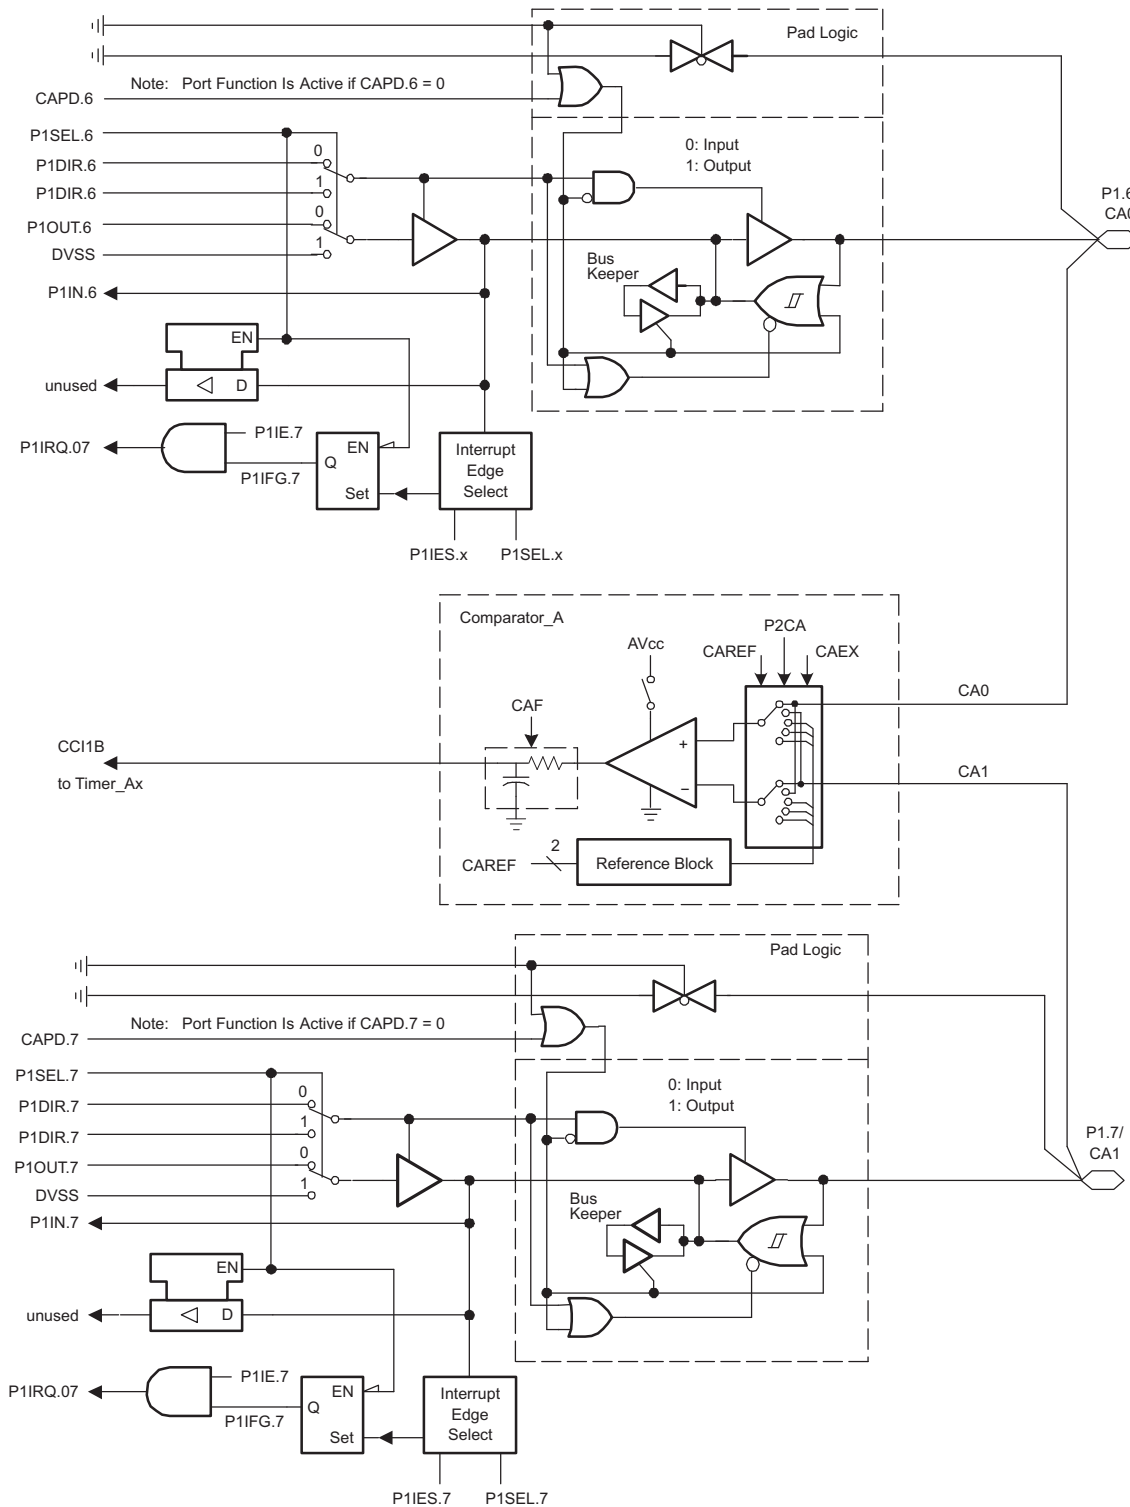 Pad Logic
Note: Port Function Is Active if CAPD.6 = 0
CAPD.6
P1SEL.6
0
P1DIR.6
1
P1DIR.6
0
P1OUT.6
1
DVSS
P1IN.6
0: Input
1: Output
P1.6
Bus
Keeper
EN
unused
D
P1IRQ.07
P1IE.7
P1IFG.7
EN
Q
Set
Interrupt
Edge
Select
P1IES.x
P1SEL.x
Comparator_A
P2CA
AVcc
CAREF
CAEX
CA0
CAF
+
CCI1B
to Timer_Ax
CA1
−
2
CAREF
Reference Block
Pad Logic
Note: Port Function Is Active if CAPD.7 = 0
CAPD.7
P1SEL.7
0
P1DIR.7
1
P1DIR.7
0
P1OUT.7
1
DVSS
P1IN.7
0: Input
1: Output
P1.7/
CA1
Bus
Keeper
EN
unused
D
P1IRQ.07
P1IE.7
P1IFG.7
EN
Q
Set
Interrupt
Edge
Select
P1IES.7
P1SEL.7